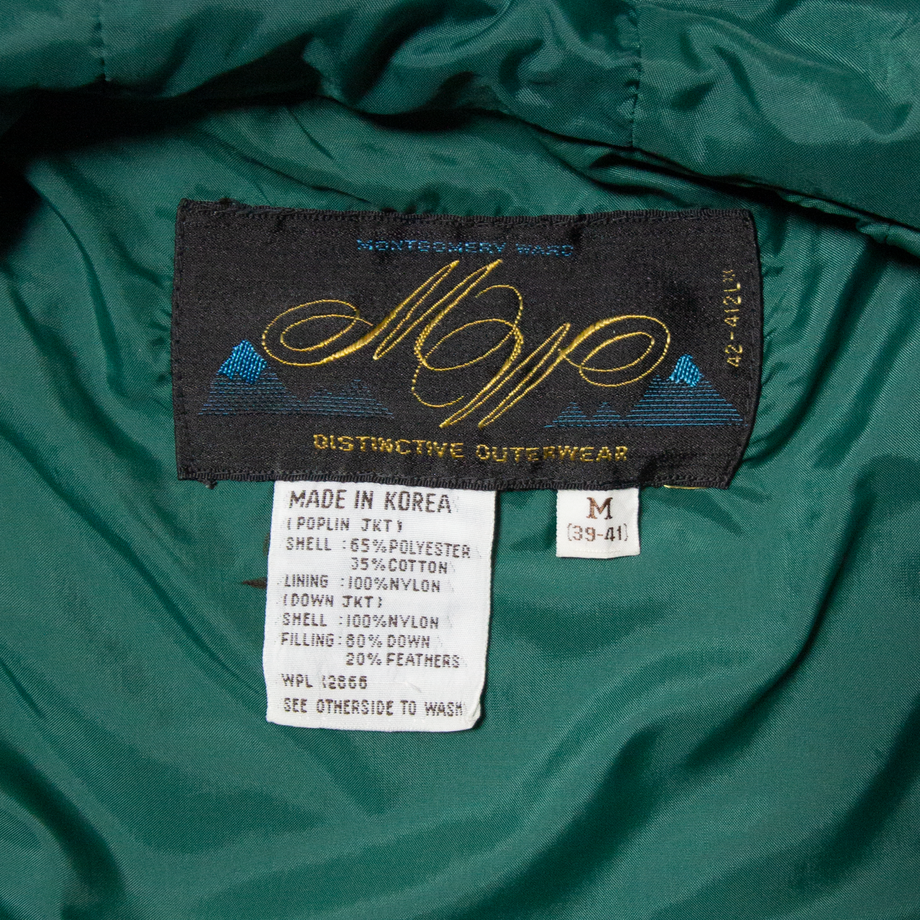 MONTGOMERY WARD
MW
42-412L
DISTINCTIVE OUTERWEAR
MADE IN KOREA
(POPLIN JKT)
SHELL :65%POLYESTER
35%COTTON
LINING :100%NYLON
(DOWN JKT)
SHELL :100%NYLON
FILLING:80% DOWN
20% FEATHERS
WPL 12866
SEE OTHERSIDE TO WASH
M
(39-41)